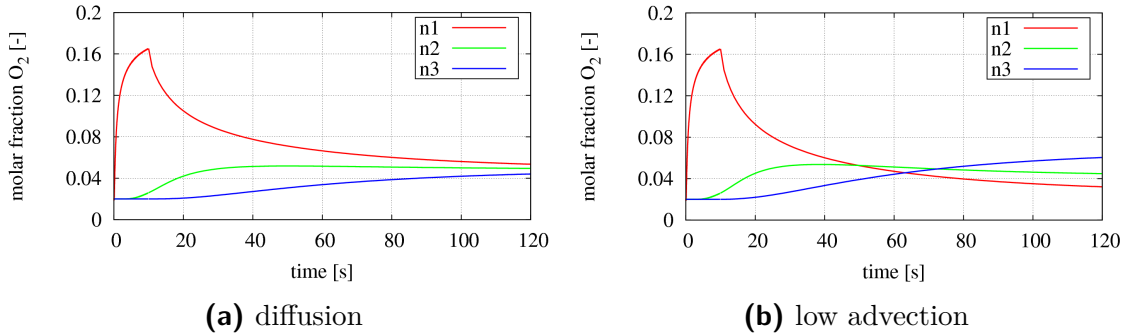 molar fraction O2 [-]
0.2
0.16
0.12
0.08
0.04
0
0 20 40 60 80 100 120
time [s]
n1
n2
n3
(a) diffusion
molar fraction O2 [-]
0.2
0.16
0.12
0.08
0.04
0
0 20 40 60 80 100 120
time [s]
n1
n2
n3
(b) low advection